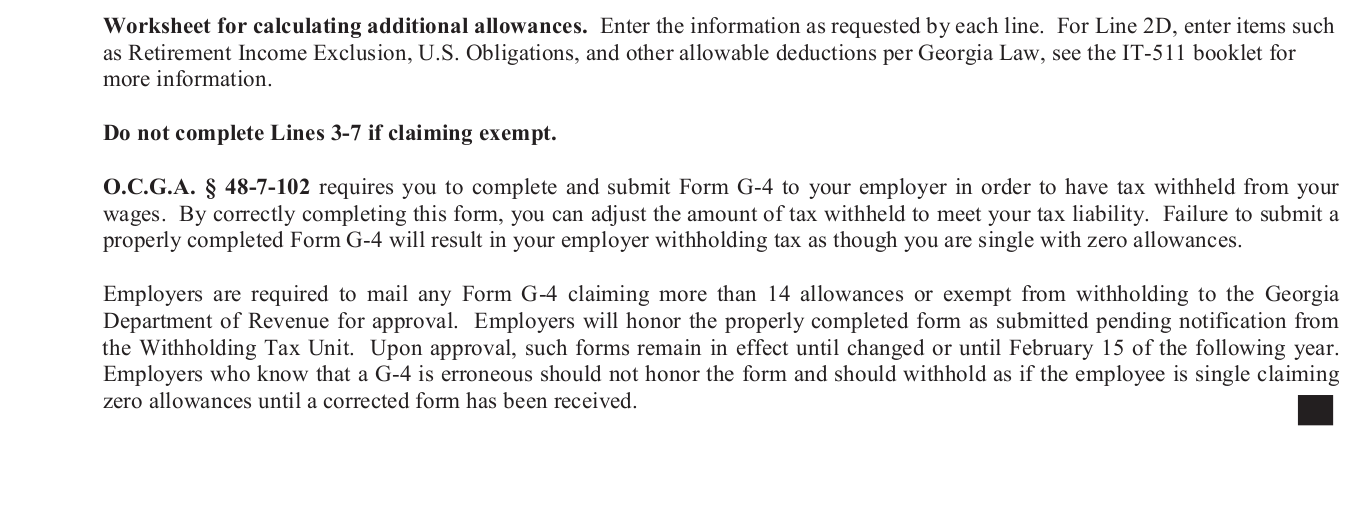 Worksheet for calculating additional allowances.  Enter the information as requested by each line.  For Line 2D, enter items such
as Retirement Income Exclusion, U.S. Obligations, and other allowable deductions per Georgia Law, see the IT-511 booklet for
more information.
Do not complete Lines 3-7 if claiming exempt.
O.C.G.A. § 48-7-102 requires you to complete and submit Form G-4 to your employer in order to have tax withheld from your
wages.  By correctly completing this form, you can adjust the amount of tax withheld to meet your tax liability.  Failure to submit a
properly completed Form G-4 will result in your employer withholding tax as though you are single with zero allowances.
Employers are required to mail any Form G-4 claiming more than 14 allowances or exempt from withholding to the Georgia
Department of Revenue for approval.  Employers will honor the properly completed form as submitted pending notification from
the Withholding Tax Unit.  Upon approval, such forms remain in effect until changed or until February 15 of the following year.
Employers who know that a G-4 is erroneous should not honor the form and should withhold as if the employee is single claiming
zero allowances until a corrected form has been received.